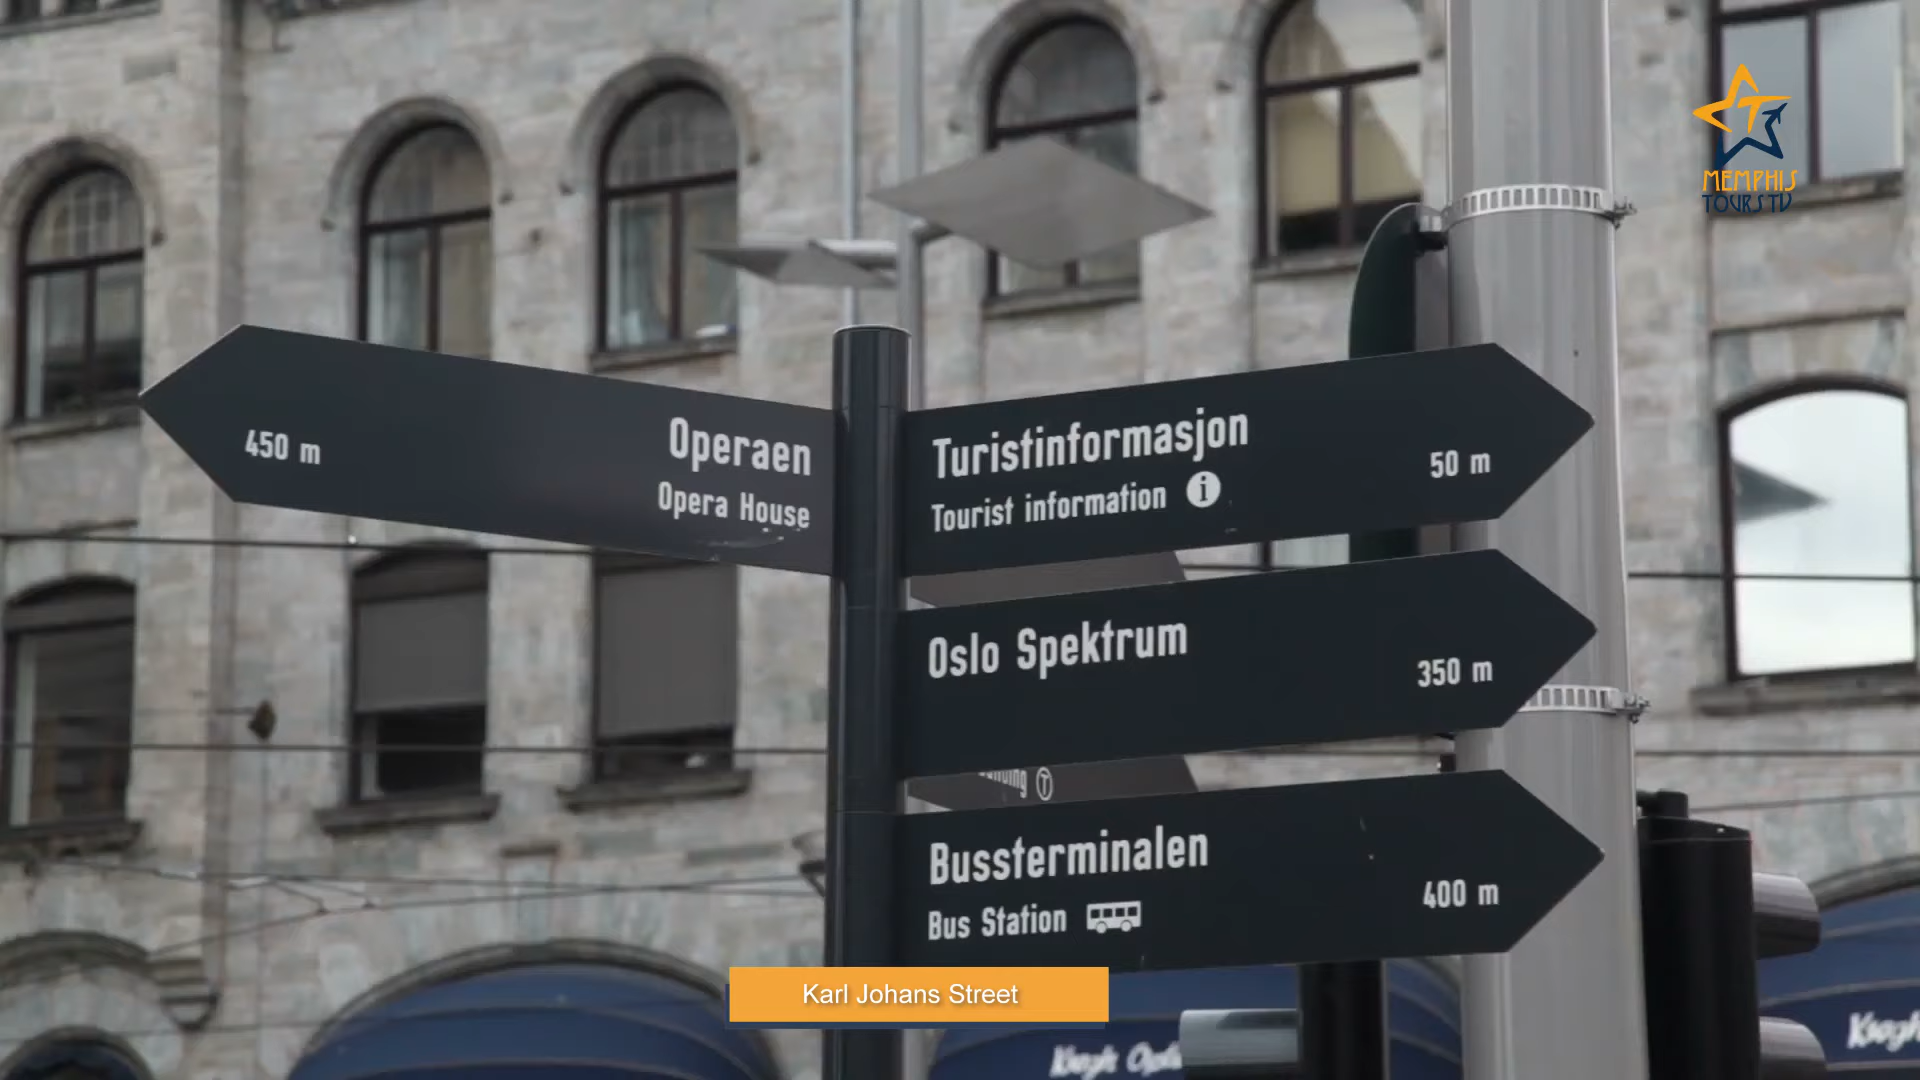 MEMPHIS
TOURS TV
Operaen
Opera House
450 m
Turistinformasjon
Tourist information
50 m
Oslo Spektrum
350 m
Bussterminalen
Bus Station
400 m
Karl Johans Street
Krogh